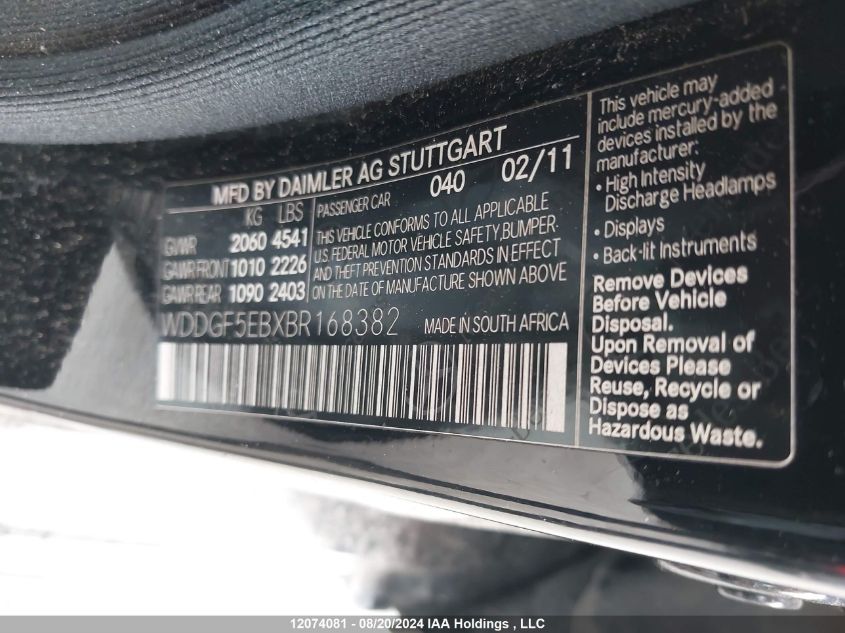 MFD BY DAIMLER AG STUTTGART
KG LBS
GVWR 2060 4541
GAWR FRONT 1010 2226
GAWR REAR 1090 2403
PASSENGER CAR 040 02/11
THIS VEHICLE CONFORMS TO ALL APPLICABLE
U.S. FEDERAL MOTOR VEHICLE SAFETY, BUMPER-
AND THEFT PREVENTION STANDARDS IN EFFECT
ON THE DATE OF MANUFACTURE SHOWN ABOVE
WDDGF5EBXBR168382 MADE IN SOUTH AFRICA
This vehicle may
include mercury-added
devices installed by the
manufacturer:
• High Intensity
Discharge Headlamps
• Displays
• Back-lit Instruments
Remove Devices
Before Vehicle
Disposal.
Upon Removal of
Devices Please
Reuse, Recycle or
Dispose as
Hazardous Waste.
12074081 - 08/20/2024 IAA Holdings , LLC